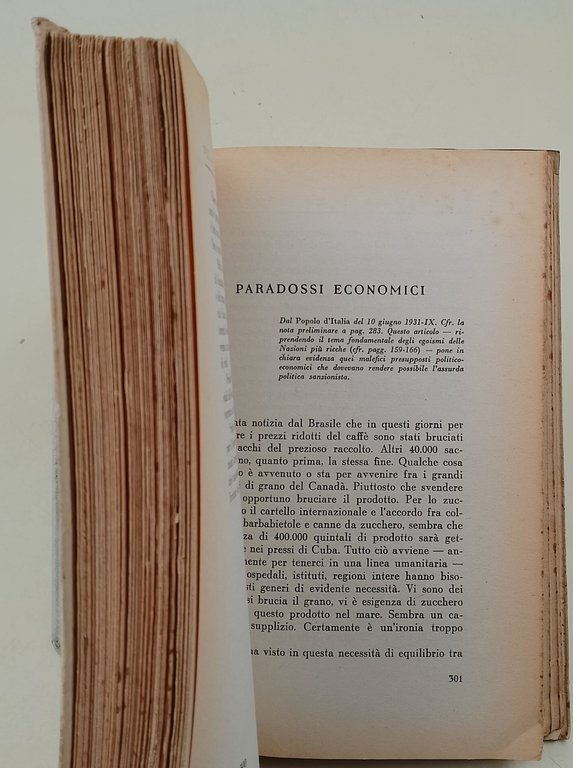 PARADOSSI ECONOMICI
Dal Popolo d'Italia del 10 giugno 1931-IX. Cfr. la
nota preliminare a pag. 283. Questo articolo — ri-
prendendo il tema fondamentale degli egoismi delle
Nazioni più ricche (cfr. pagg. 159-166) — pone in
chiara evidenza quei malefici presupposti politico-
economici che dovevano rendere possibile l'assurda
politica sanzionista.
notizia dal Brasile che in questi giorni per
i prezzi ridotti del caffè sono stati bruciati
acchi del prezioso raccolto. Altri 40.000 sac-
no, quanto prima, la stessa fine. Qualche cosa
è avvenuto o sta per avvenire fra i grandi
di grano del Canadà. Piuttosto che svendere
opportuno bruciare il prodotto. Per lo zuc-
o il cartello internazionale e l'accordo fra col-
barbabietole e canne da zucchero, sembra che
za di 400.000 quintali di prodotto sarà get-
e nei pressi di Cuba. Tutto ciò avviene — an-
mente per tenerci in una linea umanitaria —
ospedali, istituti, regioni intere hanno biso-
sti generi di evidente necessità. Vi sono dei
si brucia il grano, vi è esigenza di zucchero
questo prodotto nel mare. Sembra un ca-
supplizio. Certamente è un'ironia troppo
ha visto in questa necessità di equilibrio tra
301